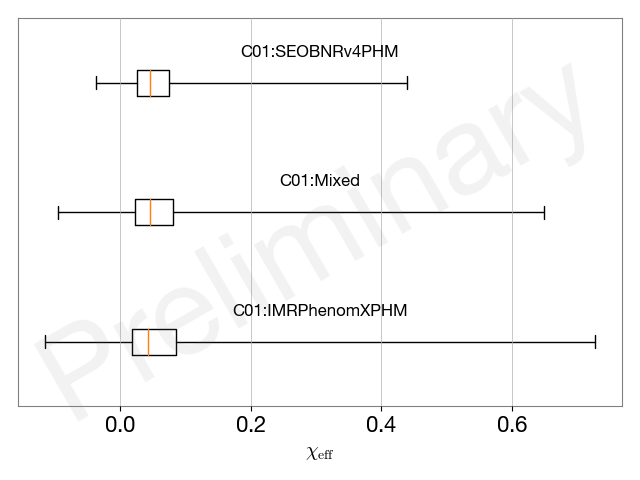 C01:SEOBNRv4PHM
C01:Mixed
C01:IMRPhenomXPHM
Preliminary
0.0 0.2 0.4 0.6
χeff